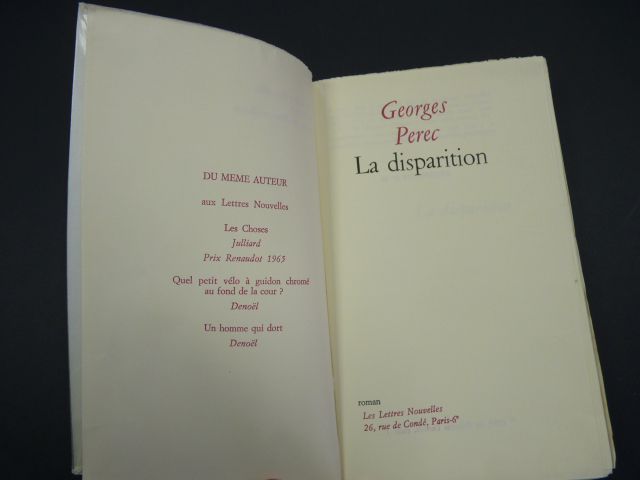 DU MEME AUTEUR
aux Lettres Nouvelles
Les Choses
Julliard
Prix Renaudot 1965
Quel petit vélo à guidon chromé
au fond de la cour ?
Denoël
Un homme qui dort
Denoël
Georges
Perec
La disparition
roman
Les Lettres Nouvelles
26, rue de Condé, Paris-6e